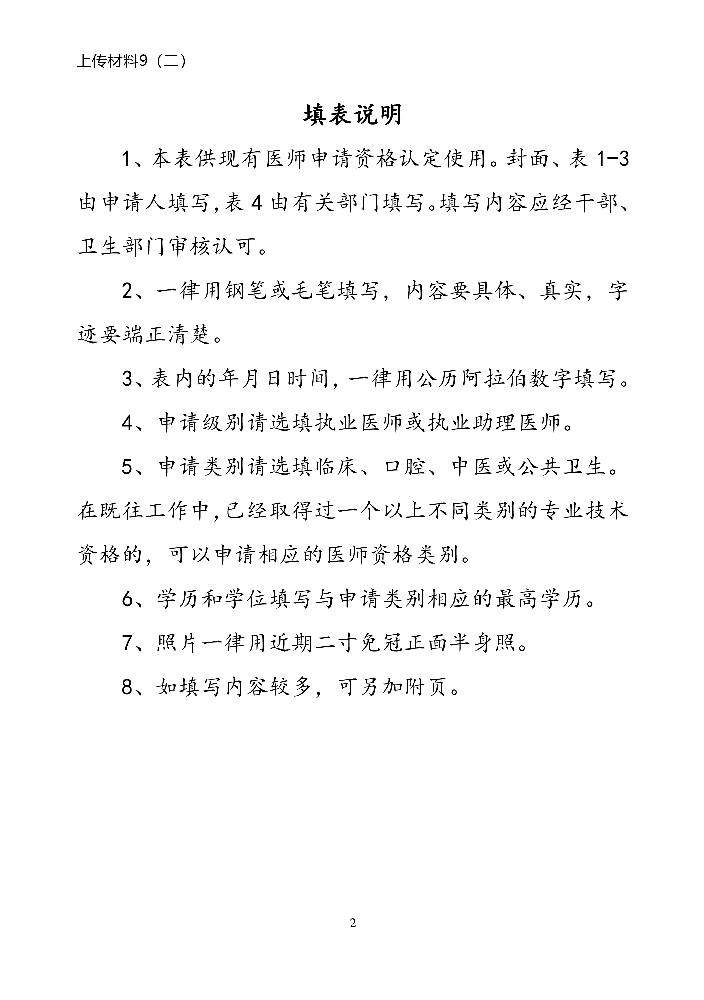 上传材料9（二）
填表说明
1、本表供现有医师申请资格认定使用。封面、表 1-3
由申请人填写,表 4 由有关部门填写。填写内容应经干部、
卫生部门审核认可。
2、一律用钢笔或毛笔填写，内容要具体、真实，字
迹要端正清楚。
3、表内的年月日时间，一律用公历阿拉伯数字填写。
4、申请级别请选填执业医师或执业助理医师。
5、申请类别请选填临床、口腔、中医或公共卫生。
在既往工作中,已经取得过一个以上不同类别的专业技术
资格的，可以申请相应的医师资格类别。
6、学历和学位填写与申请类别相应的最高学历。
7、照片一律用近期二寸免冠正面半身照。
8、如填写内容较多，可另加附页。
2